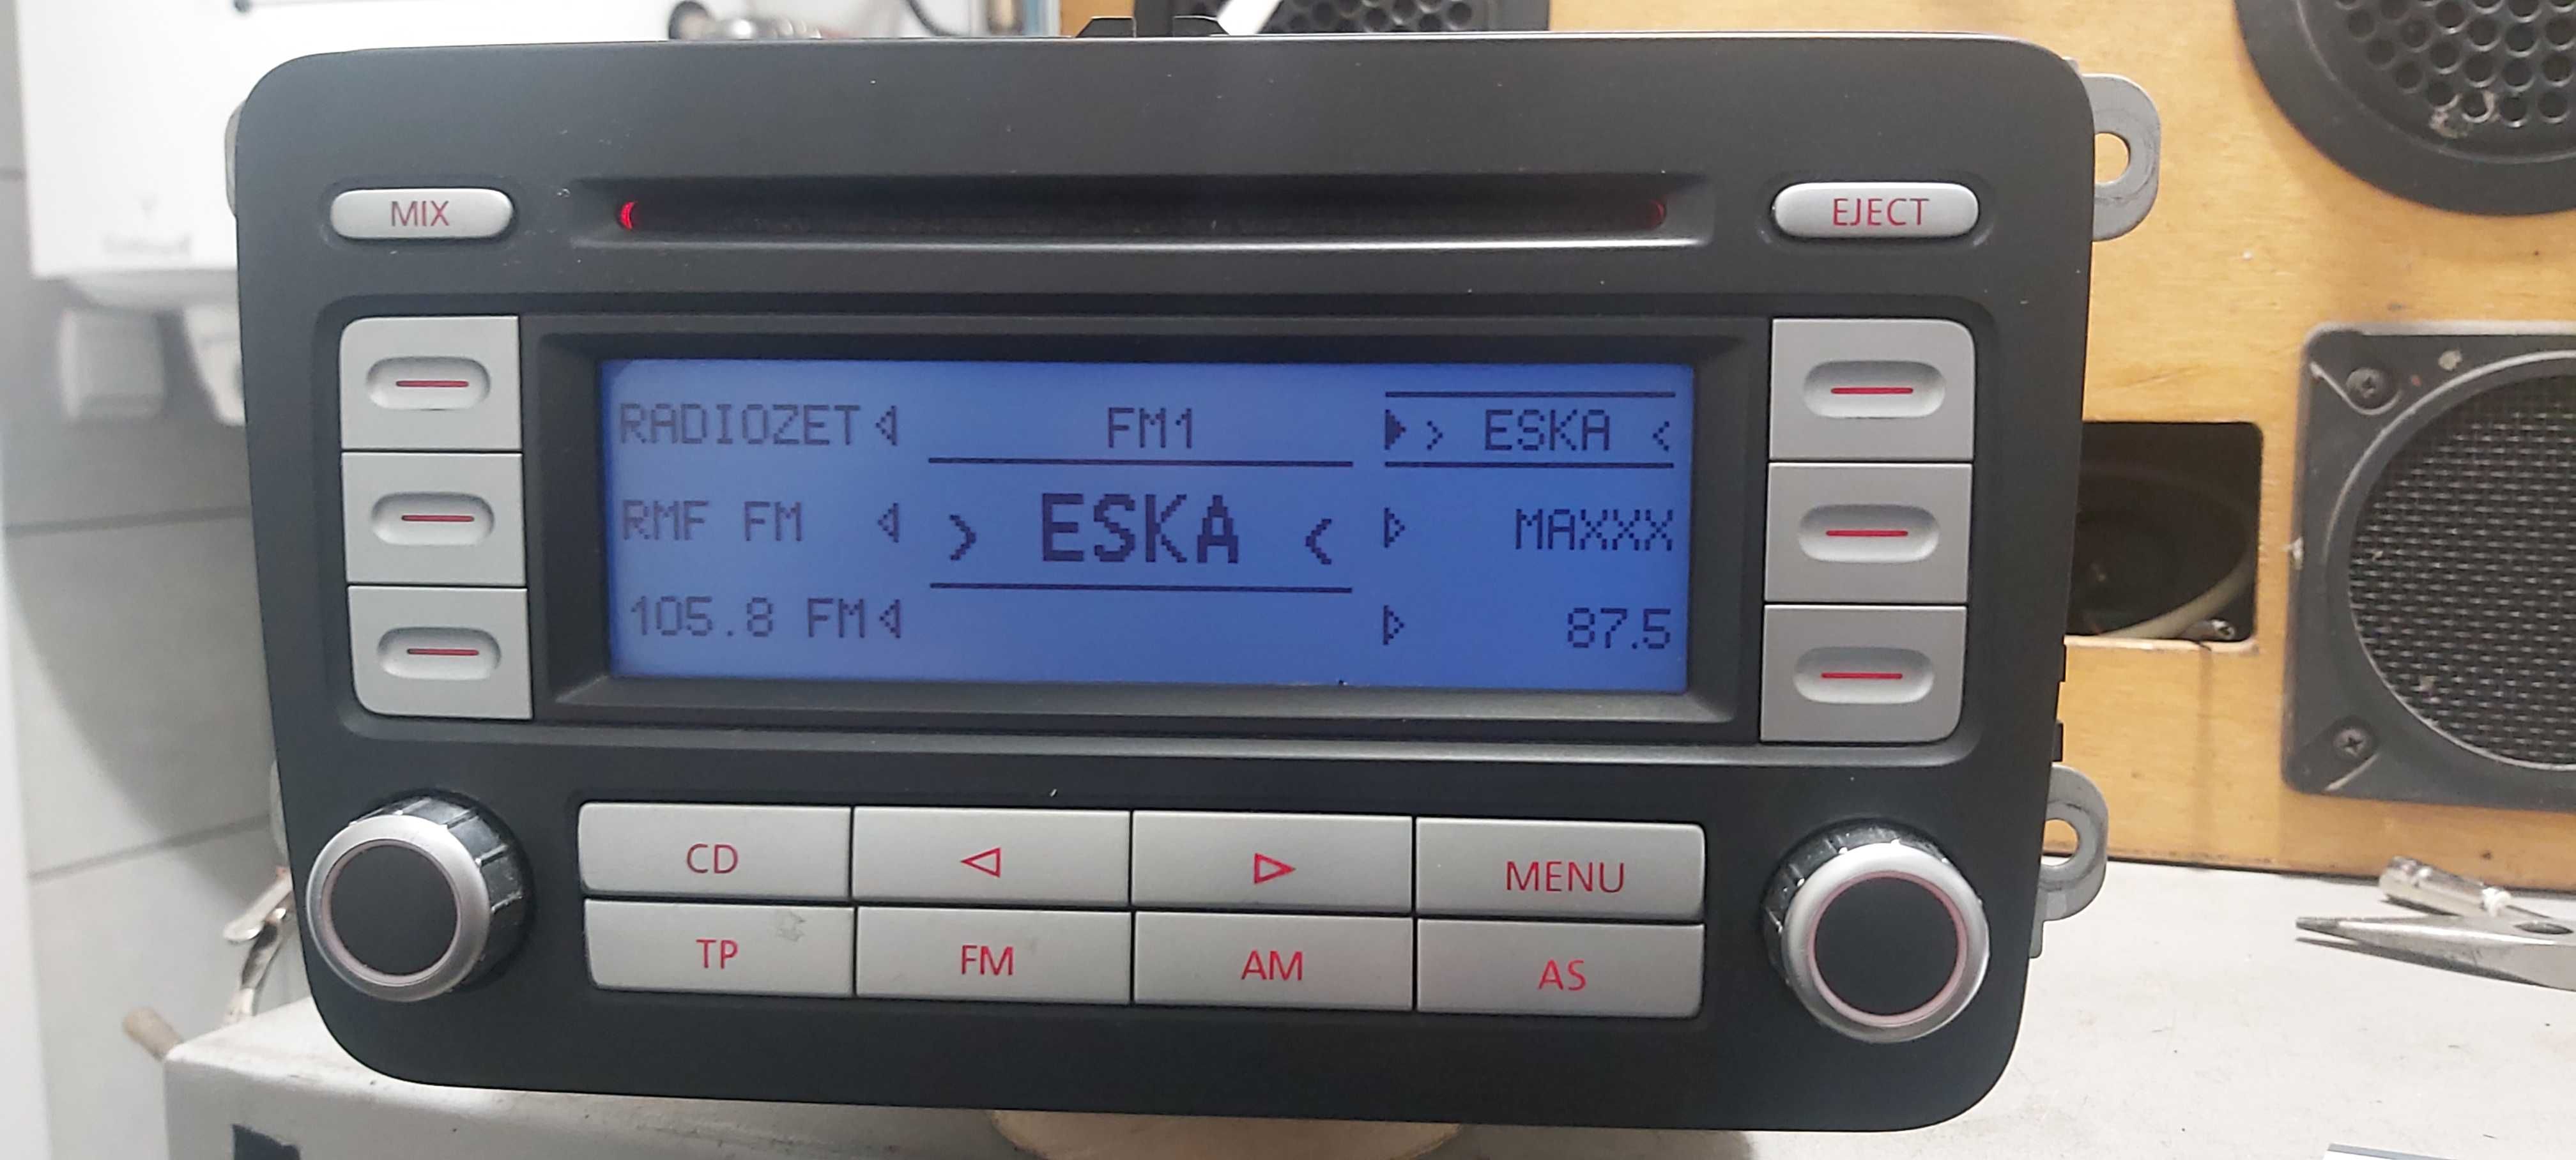 MIX
EJECT
RADIOZET
FM1
> ESKA <
RMF FM
> ESKA <
MAXXX
105.8 FM
87.5
CD
MENU
TP
FM
AM
AS